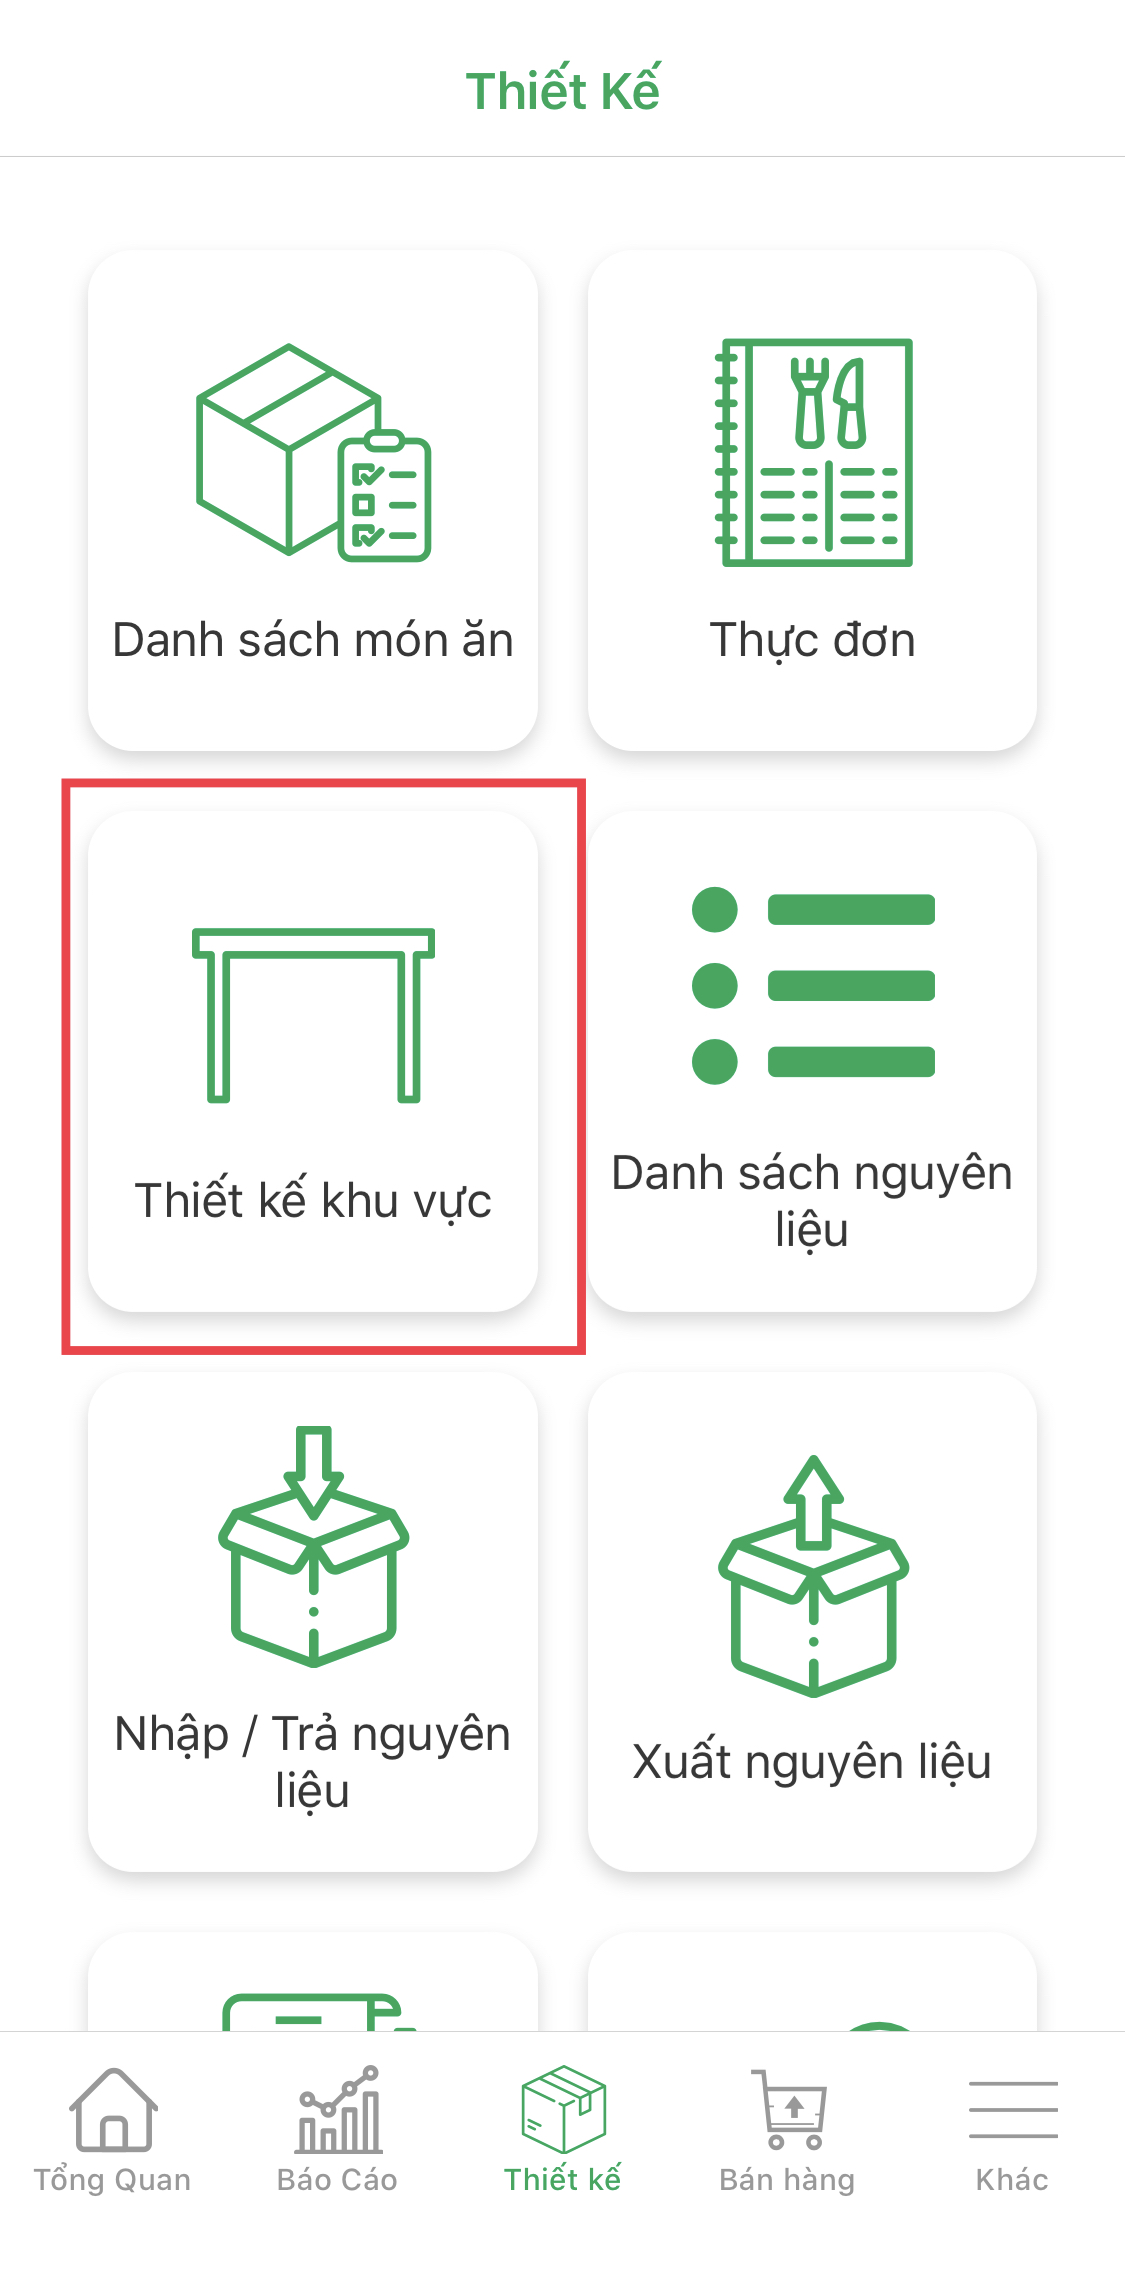 Thiết Kế
Danh sách món ăn
Thực đơn
Thiết kế khu vực
Danh sách nguyên
liệu
Nhập / Trả nguyên
liệu
Xuất nguyên liệu
Tổng Quan
Báo Cáo
Thiết kế
Bán hàng
Khác